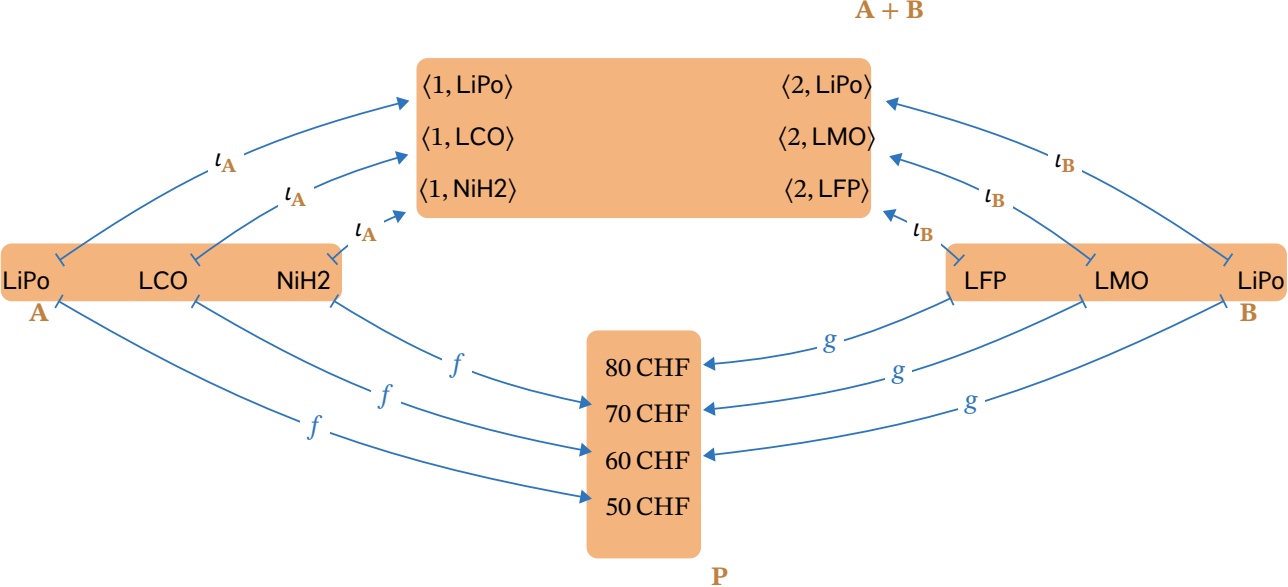 A + B
⟨1, LiPo⟩ ⟨2, LiPo⟩
⟨1, LCO⟩ ⟨2, LMO⟩
ι_A ι_B
ι_A ι_B
⟨1, NiH2⟩ ⟨2, LFP⟩
ι_A ι_B
LiPo LCO NiH2 LFP LMO LiPo
A B
g
f 80 CHF
g
f 70 CHF g
f
60 CHF
50 CHF
P